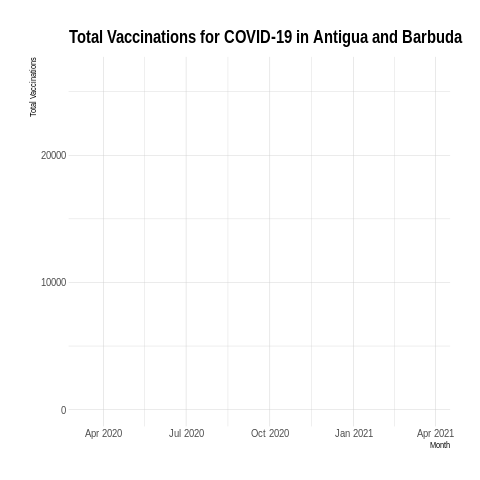 Total Vaccinations for COVID-19 in Antigua and Barbuda
Total Vaccinations
20000
10000
0
Apr 2020 Jul 2020 Oct 2020 Jan 2021 Apr 2021
Month